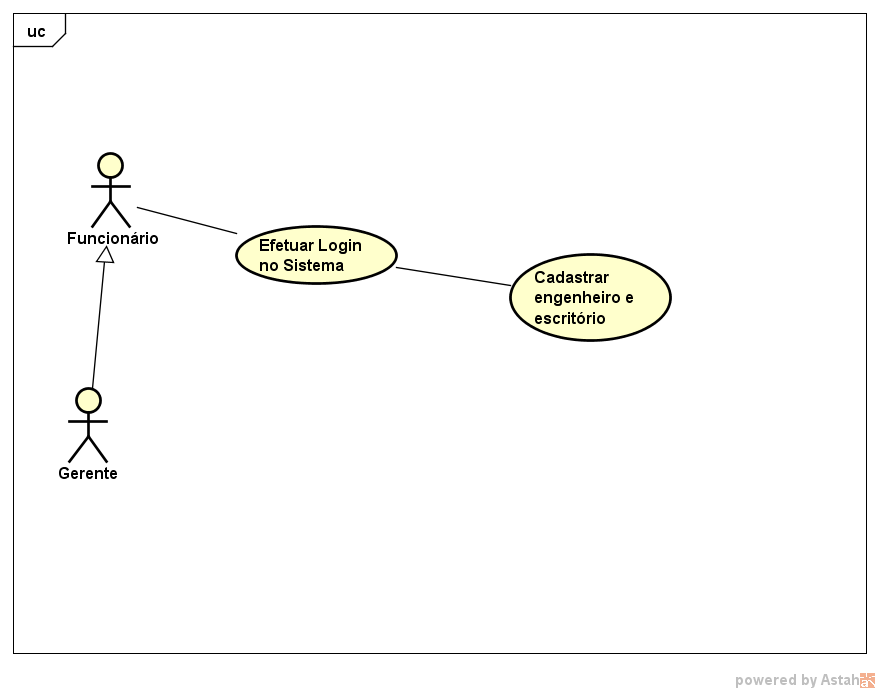 uc
Funcionário
Efetuar Login
no Sistema
Cadastrar
engenheiro e
escritório
Gerente
powered by Astah